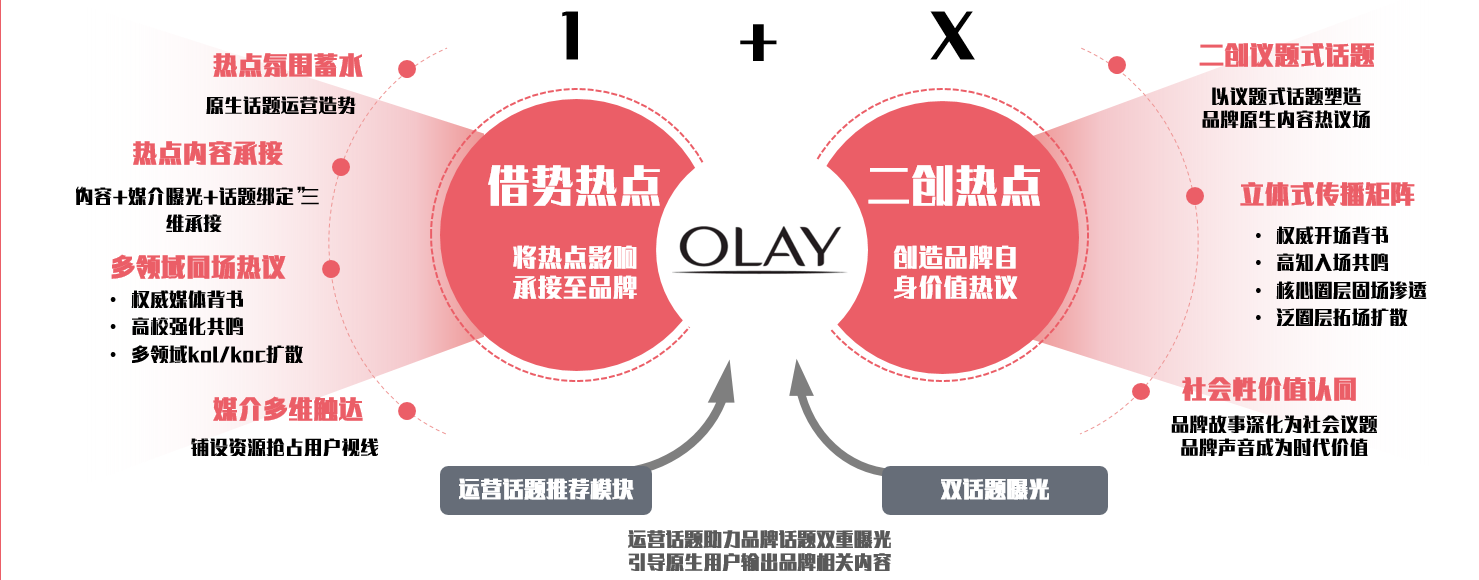 1 + X
热点氛围蓄水
原生话题运营造势
热点内容承接
"内容+媒介曝光+话题绑定"三
维承接
多领域同场热议
• 权威媒体背书
• 高校强化共鸣
• 多领域kol/koc扩散
媒介多维触达
铺设资源抢占用户视线
借势热点
将热点影响
承接至品牌
OLAY
二创热点
创造品牌自
身价值热议
二创议题式话题
以议题式话题塑造
品牌原生内容热议场
立体式传播矩阵
• 权威开场背书
• 高知入场共鸣
• 核心圈层固场渗透
• 泛圈层拓场扩散
社会性价值认同
品牌故事深化为社会议题
品牌声音成为时代价值
运营话题推荐模块
双话题曝光
运营话题助力品牌话题双重曝光
引导原生用户输出品牌相关内容